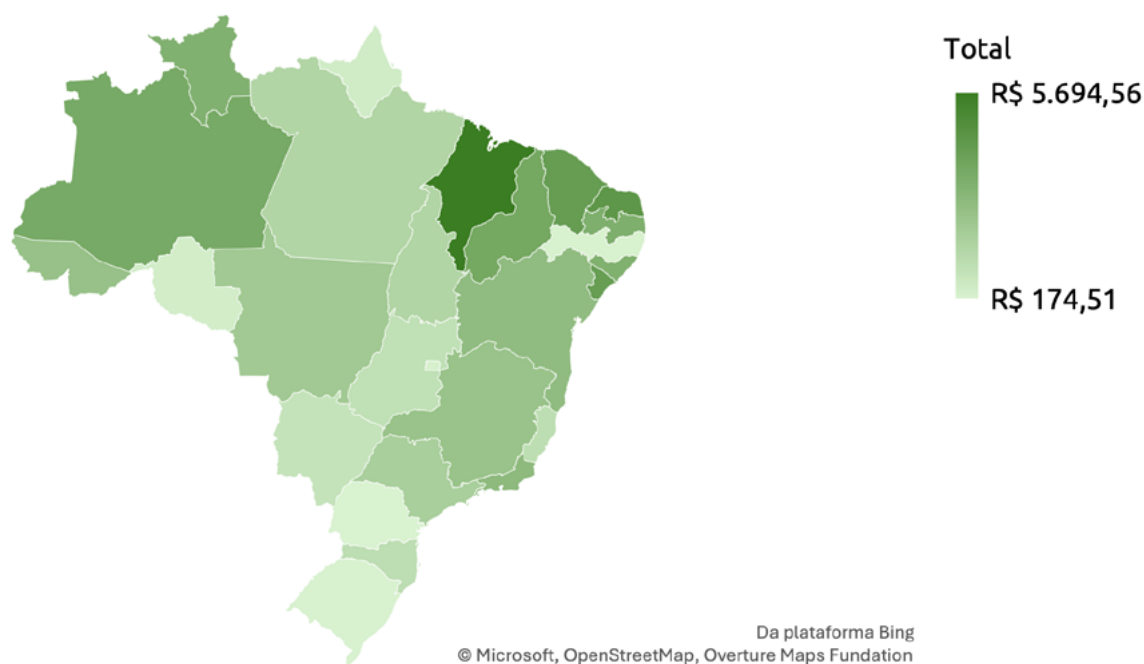 Total
R$ 5.694,56
R$ 174,51
Da plataforma Bing
© Microsoft, OpenStreetMap, Overture Maps Fundation